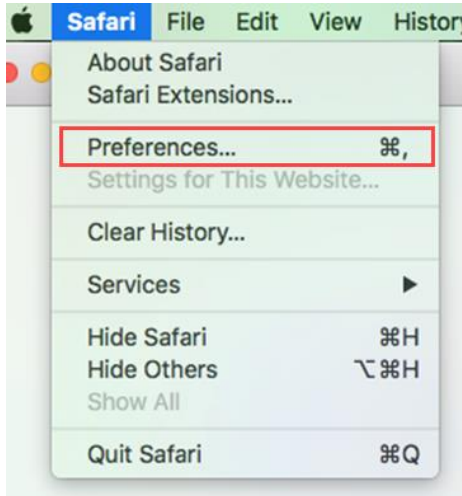 Safari File Edit View History
About Safari
Safari Extensions...
Preferences... ⌘,
Settings for This Website...
Clear History...
Services ▶
Hide Safari ⌘H
Hide Others ⌥⌘H
Show All
Quit Safari ⌘Q